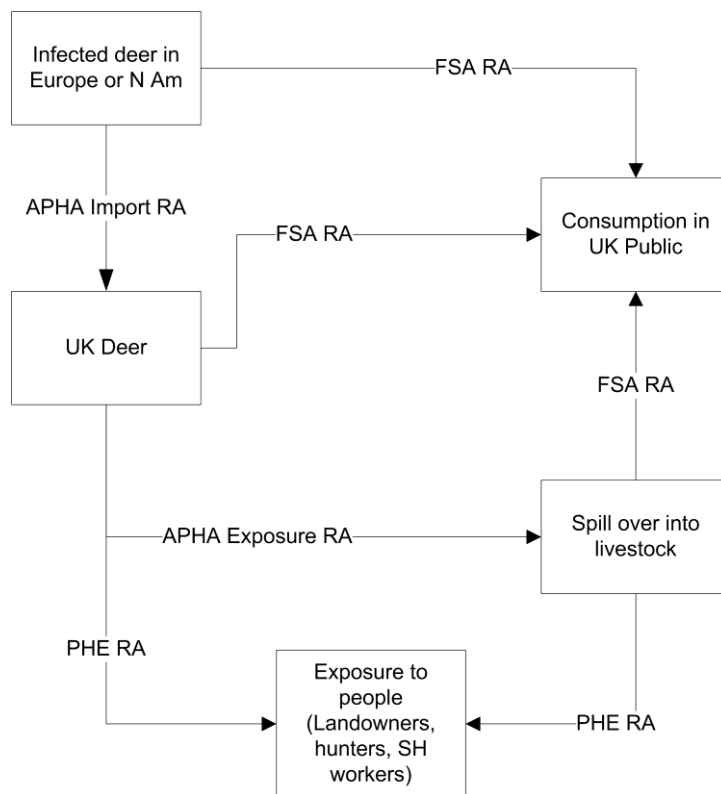 Infected deer in
Europe or N Am
FSA RA
APHA Import RA
Consumption in
UK Public
FSA RA
UK Deer
FSA RA
Spill over into
livestock
APHA Exposure RA
PHE RA
Exposure to
people
(Landowners,
hunters, SH
workers)
PHE RA